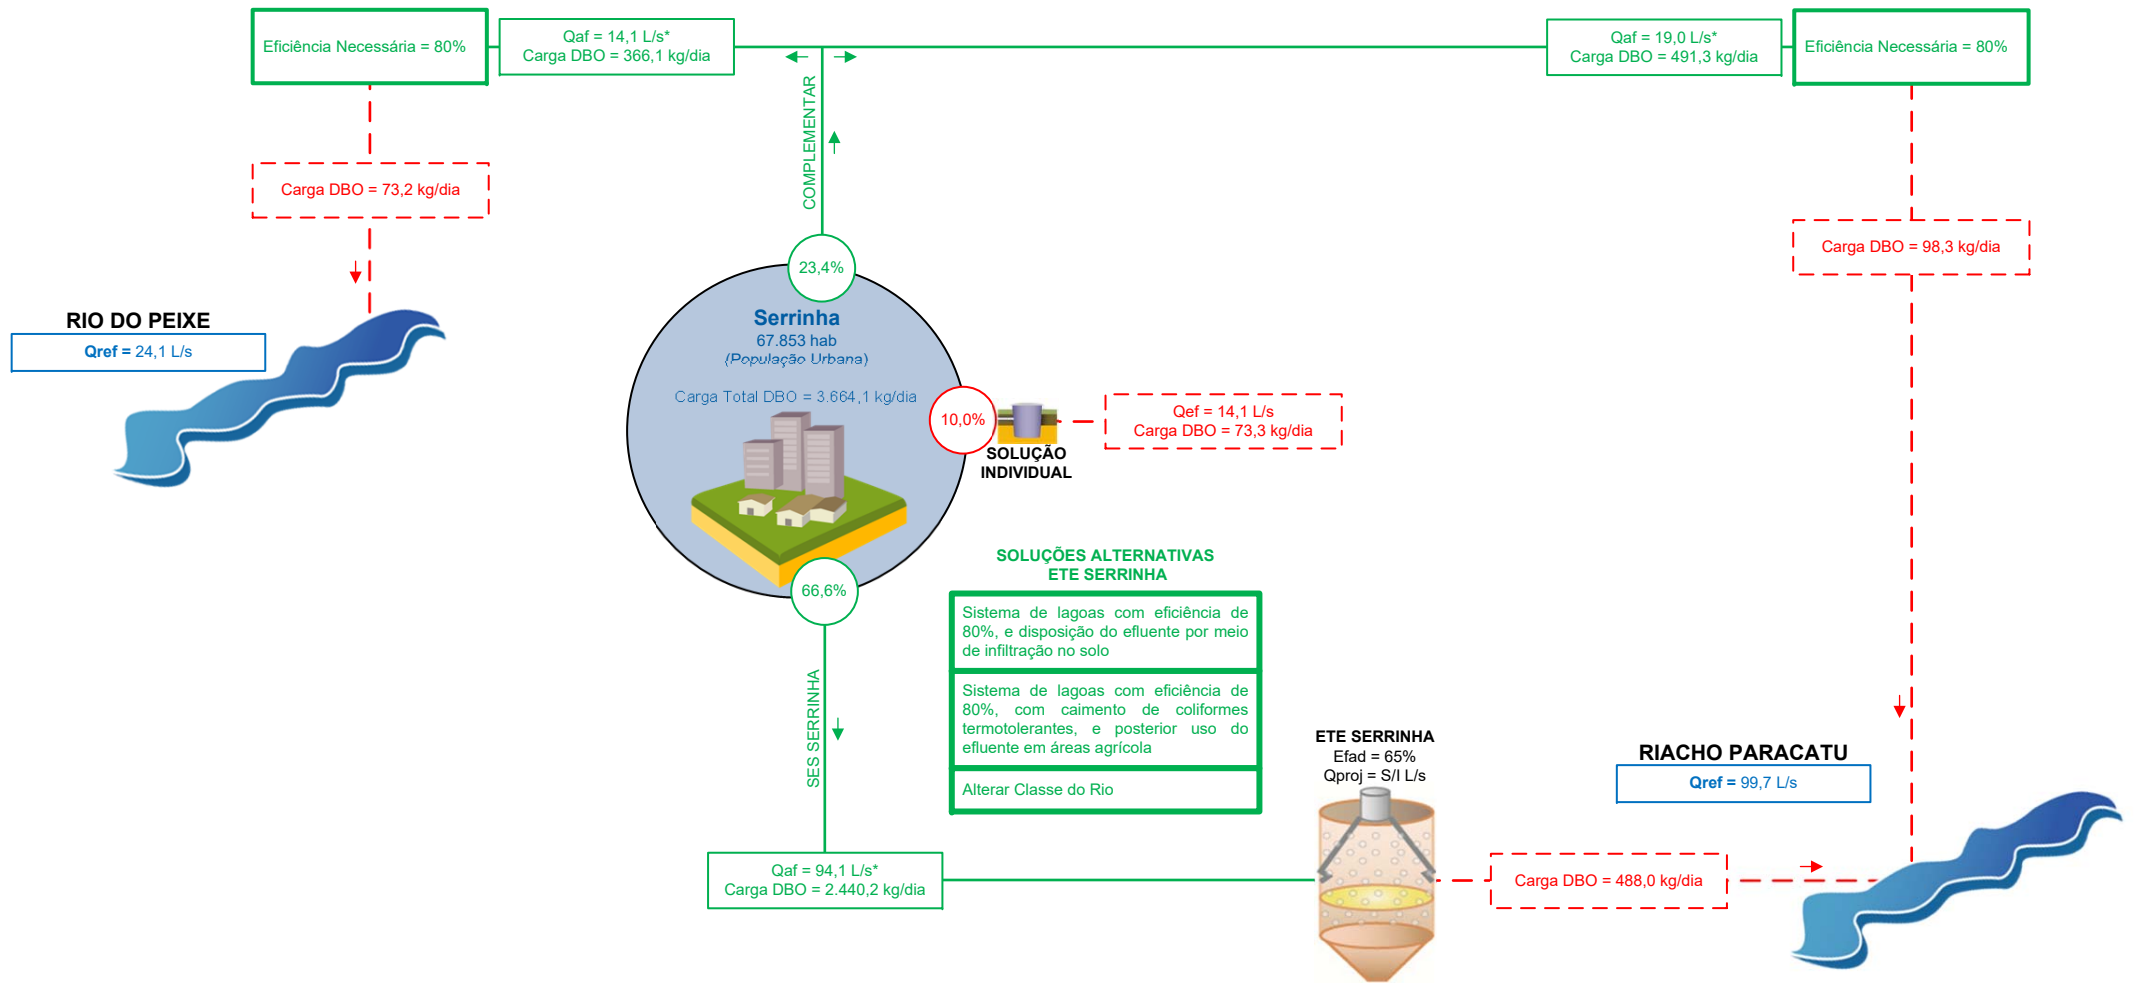 Eficiência Necessária = 80%
Qaf = 14,1 L/s*
Carga DBO = 366,1 kg/dia
Qaf = 19,0 L/s*
Carga DBO = 491,3 kg/dia
Eficiência Necessária = 80%
COMPLEMENTAR
Carga DBO = 73,2 kg/dia
Carga DBO = 98,3 kg/dia
23,4%
RIO DO PEIXE
Qref = 24,1 L/s
Serrinha
67.853 hab
(População Urbana)
Carga Total DBO = 3.664,1 kg/dia
10,0%
SOLUÇÃO
INDIVIDUAL
Qef = 14,1 L/s
Carga DBO = 73,3 kg/dia
66,6%
SES SERRINHA
SOLUÇÕES ALTERNATIVAS
ETE SERRINHA
Sistema de lagoas com eficiência de
80%, e disposição do efluente por meio
de infiltração no solo
Sistema de lagoas com eficiência de
80%, com caimento de coliformes
termotolerantes, e posterior uso do
efluente em áreas agrícola
Alterar Classe do Rio
ETE SERRINHA
Efad = 65%
Qproj = S/I L/s
RIACHO PARACATU
Qref = 99,7 L/s
Qaf = 94,1 L/s*
Carga DBO = 2.440,2 kg/dia
Carga DBO = 488,0 kg/dia